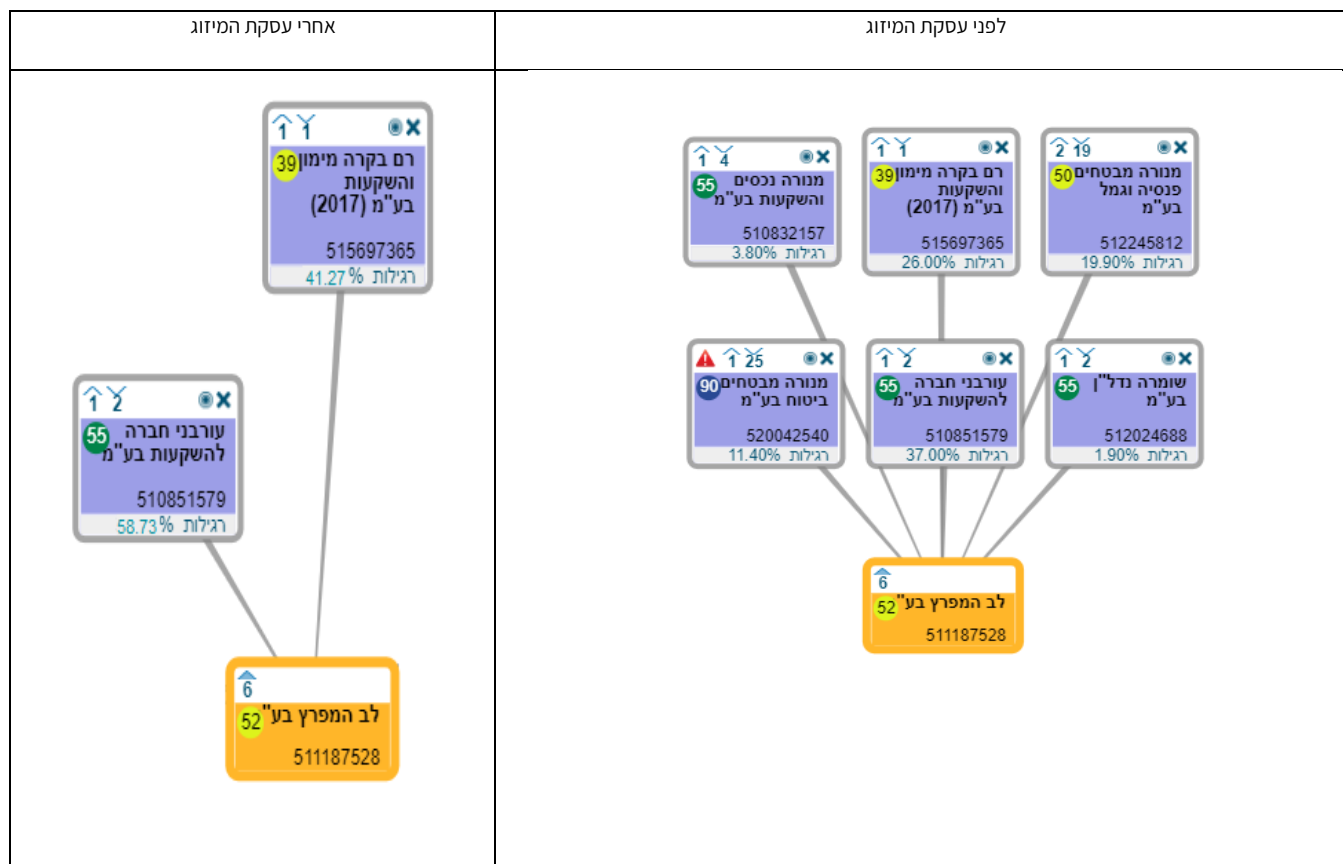 לפני עסקת המיזוג
אחרי עסקת המיזוג
2 19
מנורה מבטחים
פנסיה וגמל
בע"מ
50
512245812
רגילות 19.90%
1 1
רם בקרה מימון
והשקעות
בע"מ (2017)
39
515697365
רגילות 26.00%
1 4
מנורה נכסים
והשקעות בע"מ
55
510832157
רגילות 3.80%
1 2
שומרה נדל"ן
בע"מ
55
512024688
רגילות 1.90%
1 2
עורבני חברה
להשקעות בע"מ
55
510851579
רגילות 37.00%
1 25
מנורה מבטחים
ביטוח בע"מ
90
520042540
רגילות 11.40%
6
לב המפרץ בע"
52
511187528
1 1
רם בקרה מימון
והשקעות
בע"מ (2017)
39
515697365
רגילות 41.27%
1 2
עורבני חברה
להשקעות בע"מ
55
510851579
רגילות 58.73%
6
לב המפרץ בע"
52
511187528